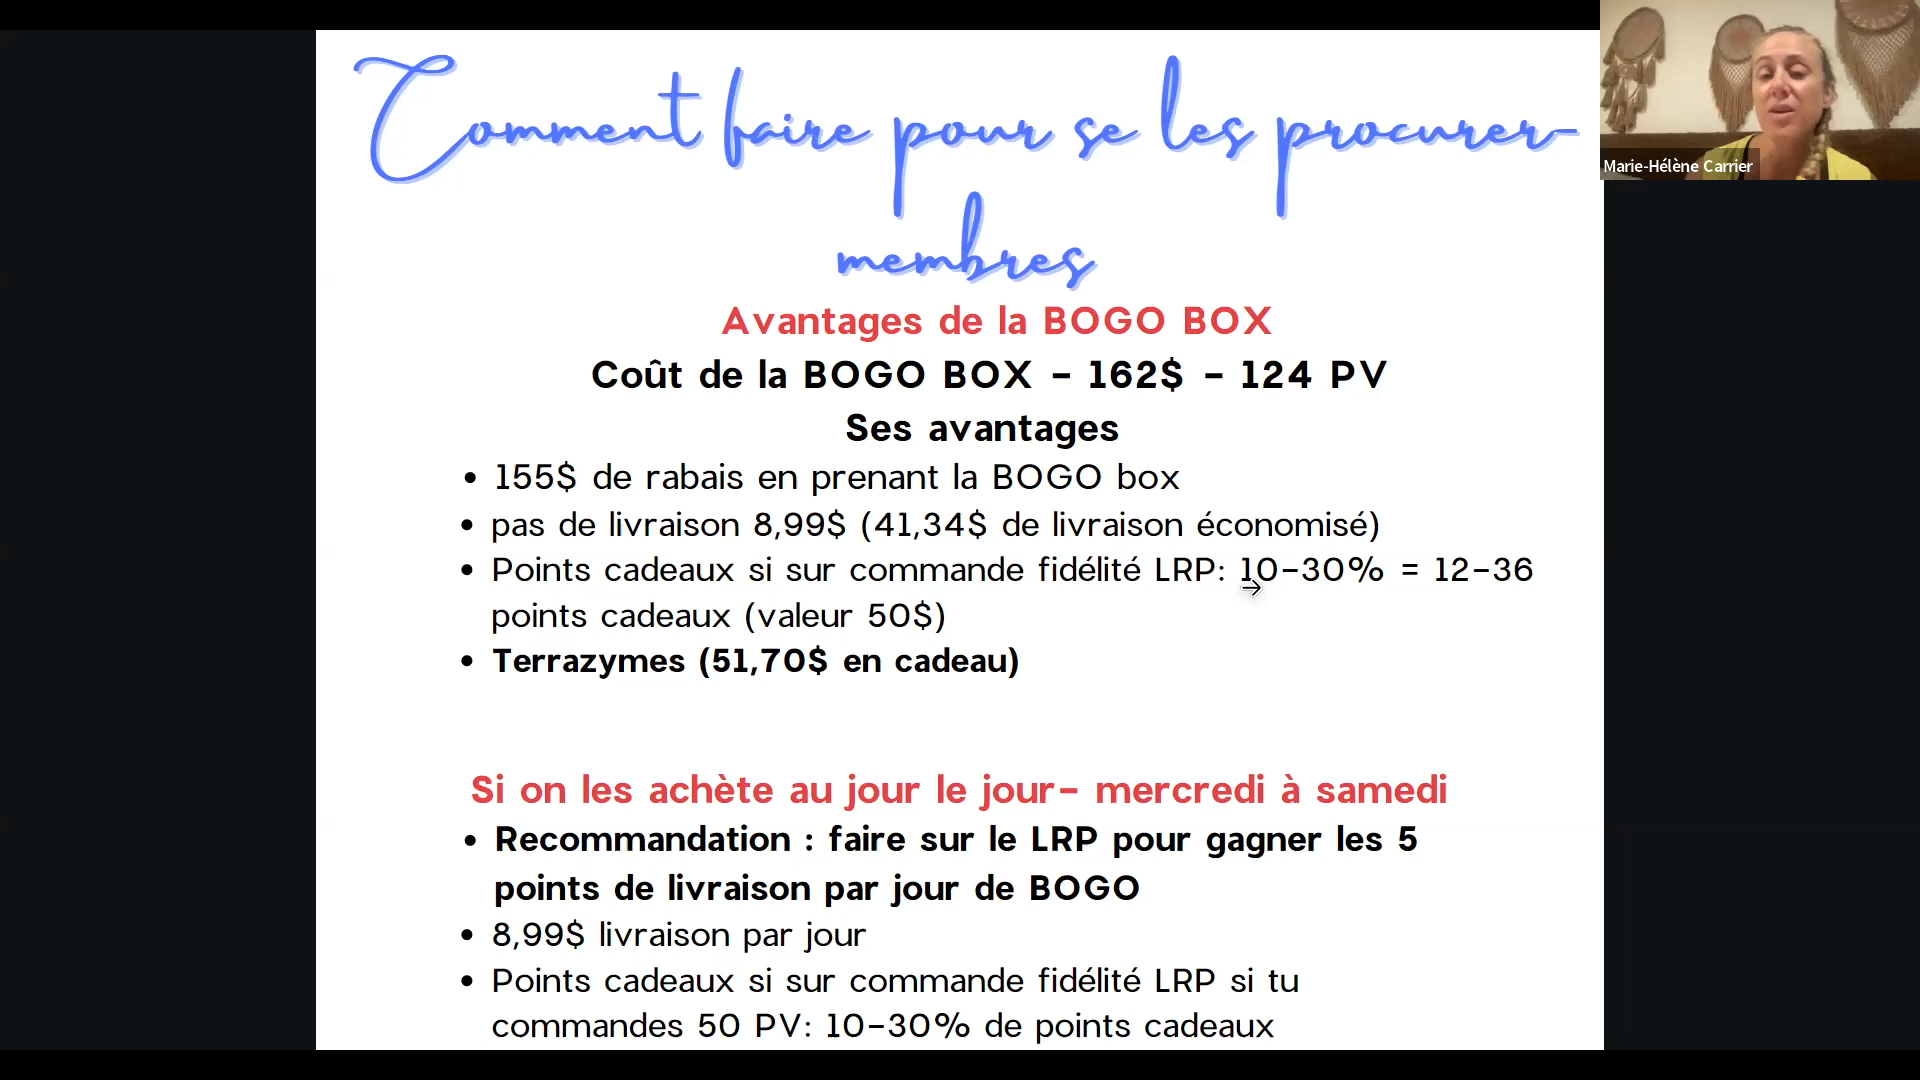 Comment faire pour se les procurer-
membres
Avantages de la BOGO BOX
Coût de la BOGO BOX - 162$ - 124 PV
Ses avantages
• 155$ de rabais en prenant la BOGO box
• pas de livraison 8,99$ (41,34$ de livraison économisé)
• Points cadeaux si sur commande fidélité LRP: 10-30% = 12-36
points cadeaux (valeur 50$)
• Terrazymes (51,70$ en cadeau)
Si on les achète au jour le jour- mercredi à samedi
• Recommandation : faire sur le LRP pour gagner les 5
points de livraison par jour de BOGO
• 8,99$ livraison par jour
• Points cadeaux si sur commande fidélité LRP si tu
commandes 50 PV: 10-30% de points cadeaux
Marie-Hélène Carrier